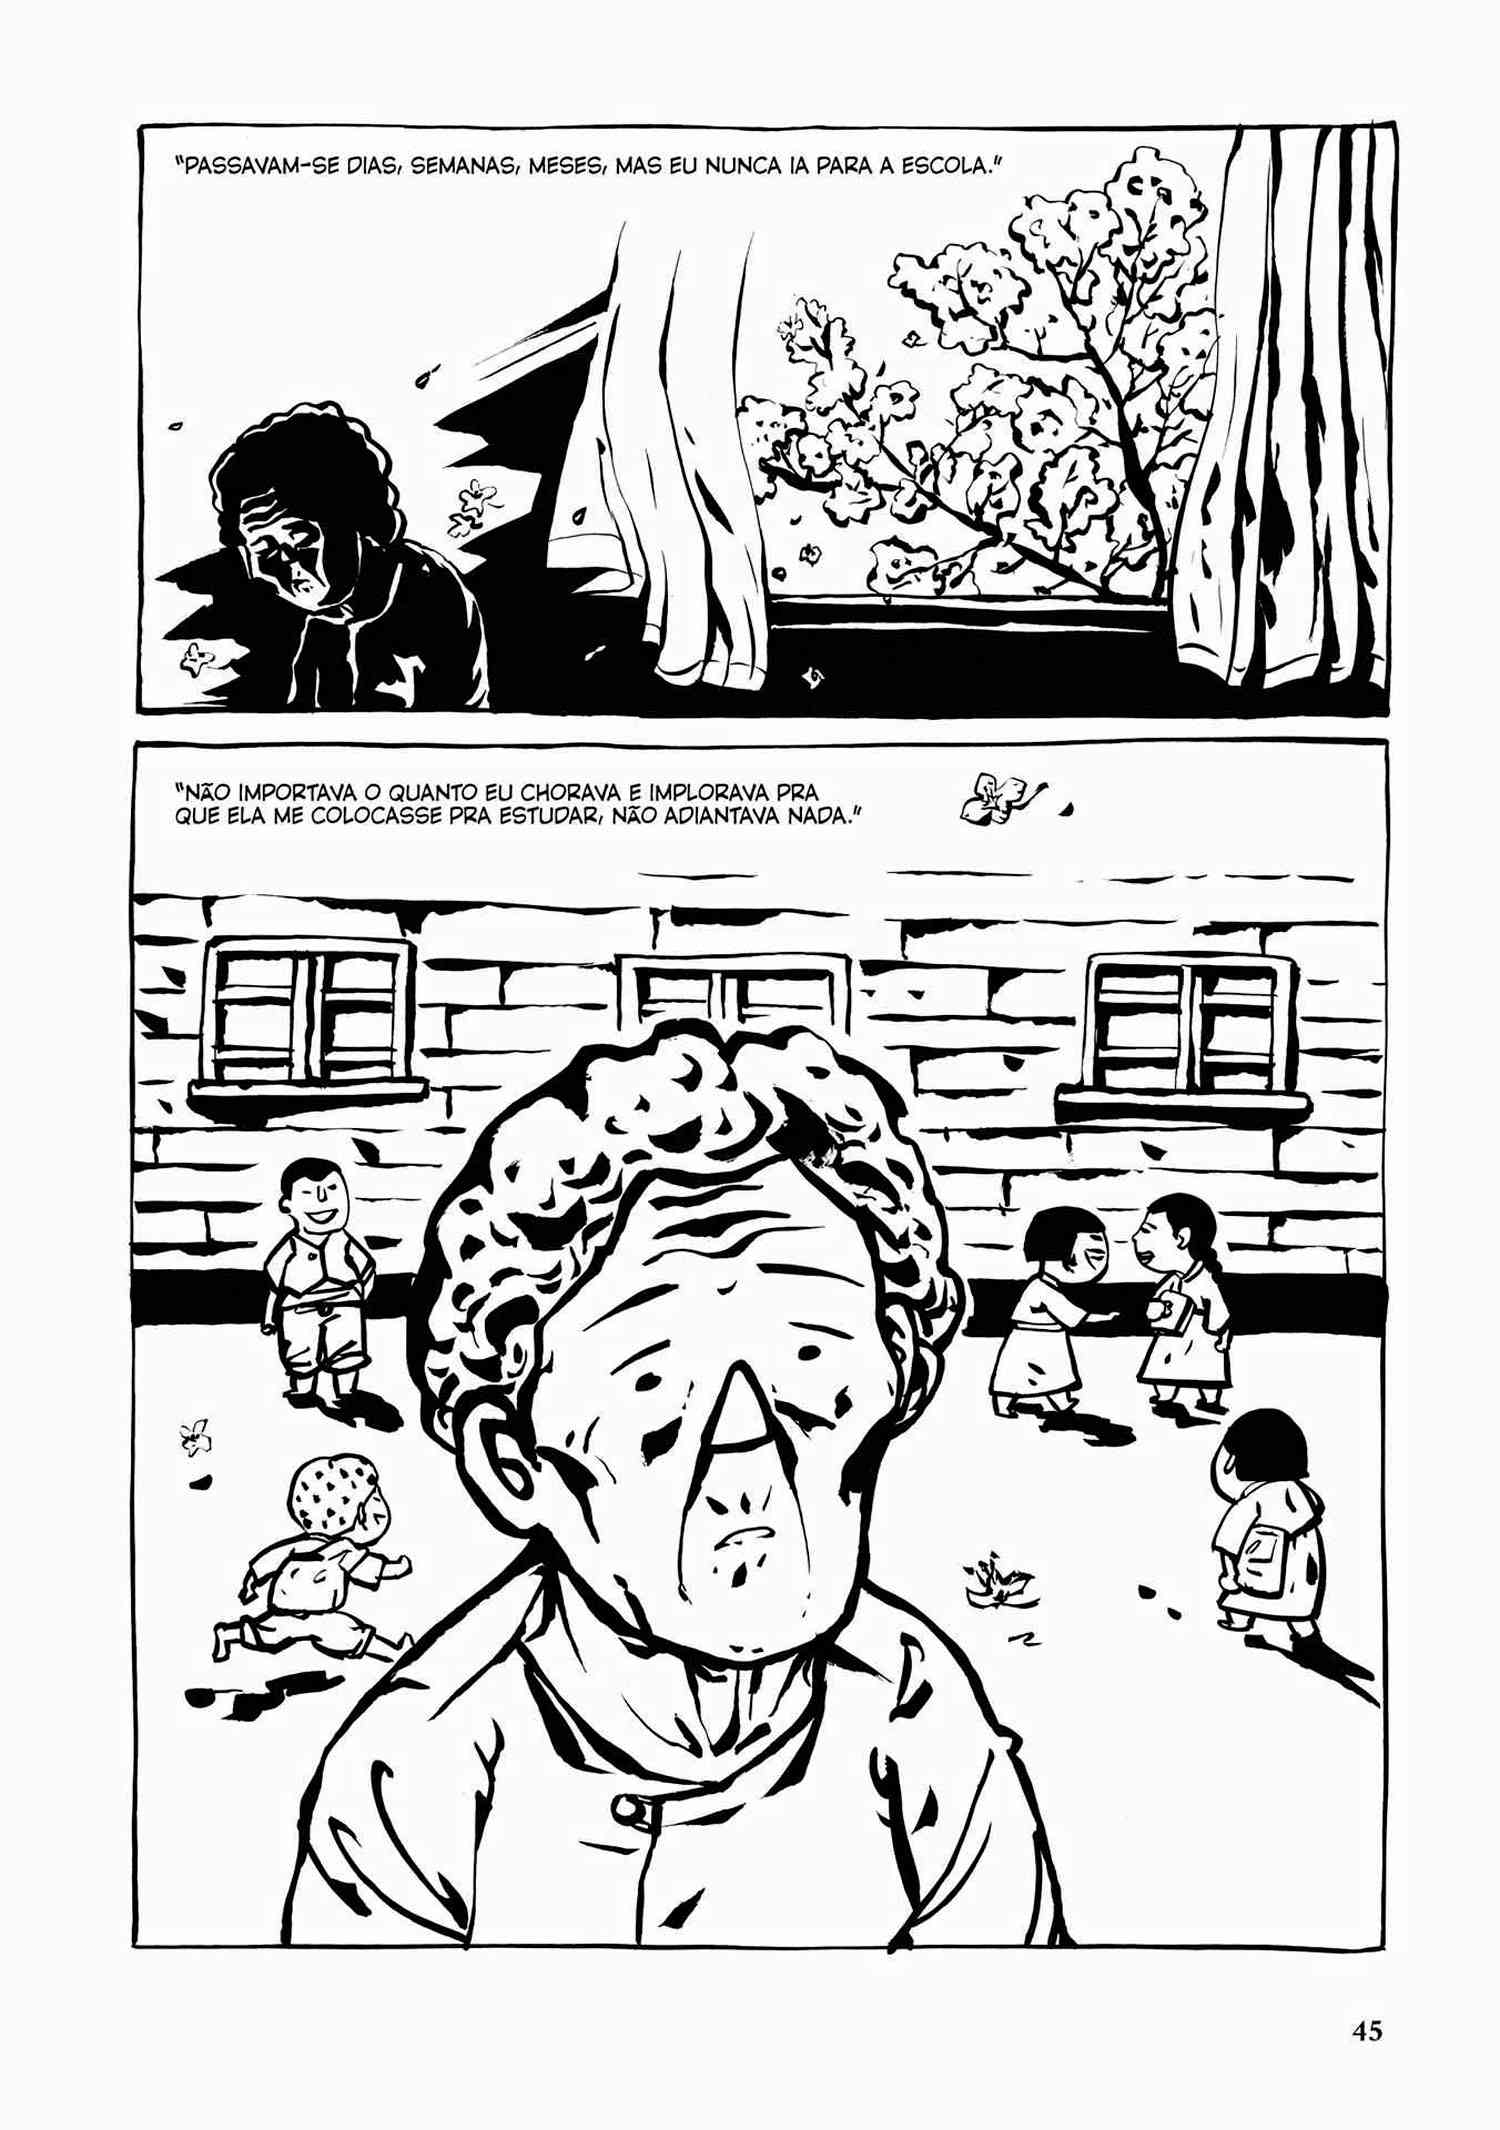 "PASSAVAM-SE DIAS, SEMANAS, MESES, MAS EU NUNCA IA PARA A ESCOLA."
"NÃO IMPORTAVA O QUANTO EU CHORAVA E IMPLORAVA PRA
QUE ELA ME COLOCASSE PRA ESTUDAR, NÃO ADIANTAVA NADA."
45